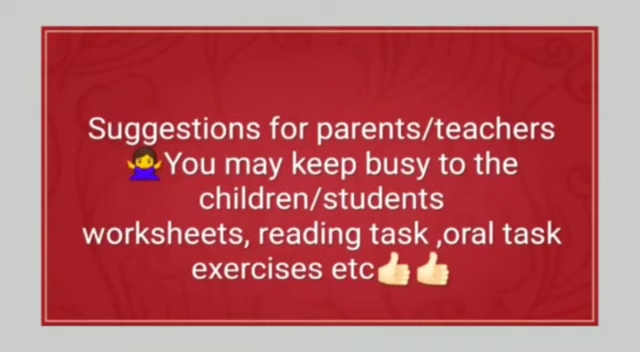 Suggestions for parents/teachers
🙅‍♀️You may keep busy to the
children/students
worksheets, reading task ,oral task
exercises etc👍🏻👍🏻